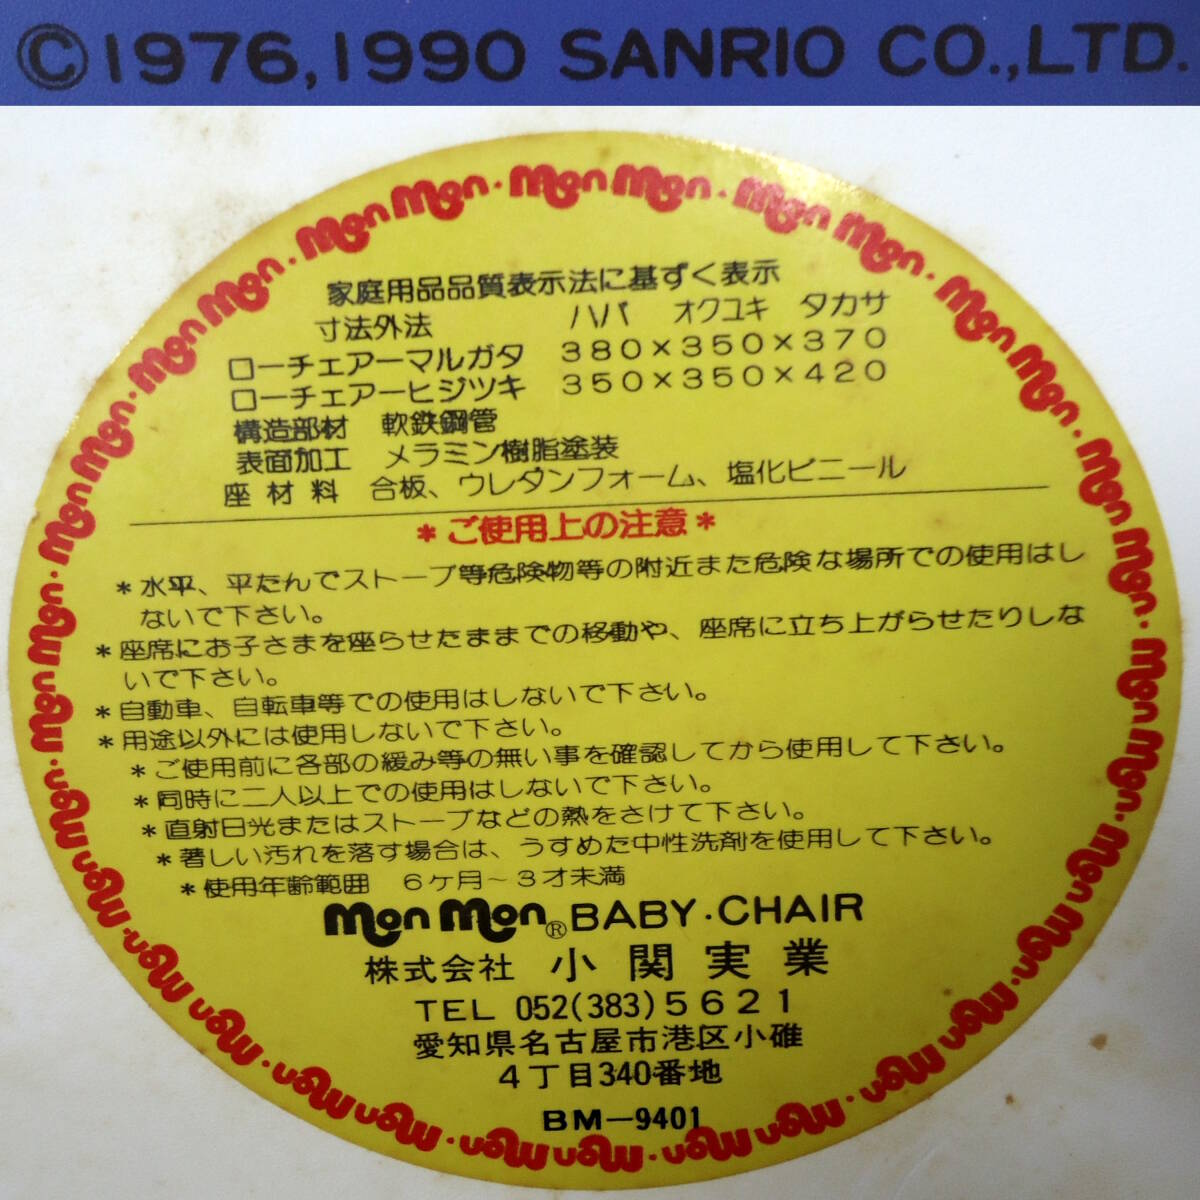 ©1976,1990 SANRIO CO.,LTD.
mon mon · mon mon · mon mon · mon mon · mon mon · mon mon · mon mon · mon mon · mon mon · mon mon · mon mon · mon mon · mon mon · mon mon · mon mon ·
家庭用品品質表示法に基ずく表示
寸法外法 ハバ オクユキ タカサ
ローチェアーマルガタ 380×350×370
ローチェアーヒジツキ 350×350×420
構造部材 軟鉄鋼管
表面加工 メラミン樹脂塗装
座材料 合板、ウレタンフォーム、塩化ビニール
*ご使用上の注意*
*水平、平たんでストーブ等危険物等の附近また危険な場所での使用はし
ないで下さい。
*座席にお子さまを座らせたままでの移動や、座席に立ち上がらせたりしな
いで下さい。
*自動車、自転車等での使用はしないで下さい。
*用途以外には使用しないで下さい。
*ご使用前に各部の緩み等の無い事を確認してから使用して下さい。
*同時に二人以上での使用はしないで下さい。
*直射日光またはストーブなどの熱をさけて下さい。
*著しい汚れを落す場合は、うすめた中性洗剤を使用して下さい。
*使用年齢範囲 6ヶ月~3才未満
mon mon® BABY·CHAIR
株式会社 小関実業
TEL 052(383)5621
愛知県名古屋市港区小碓
4丁目340番地
BM-9401